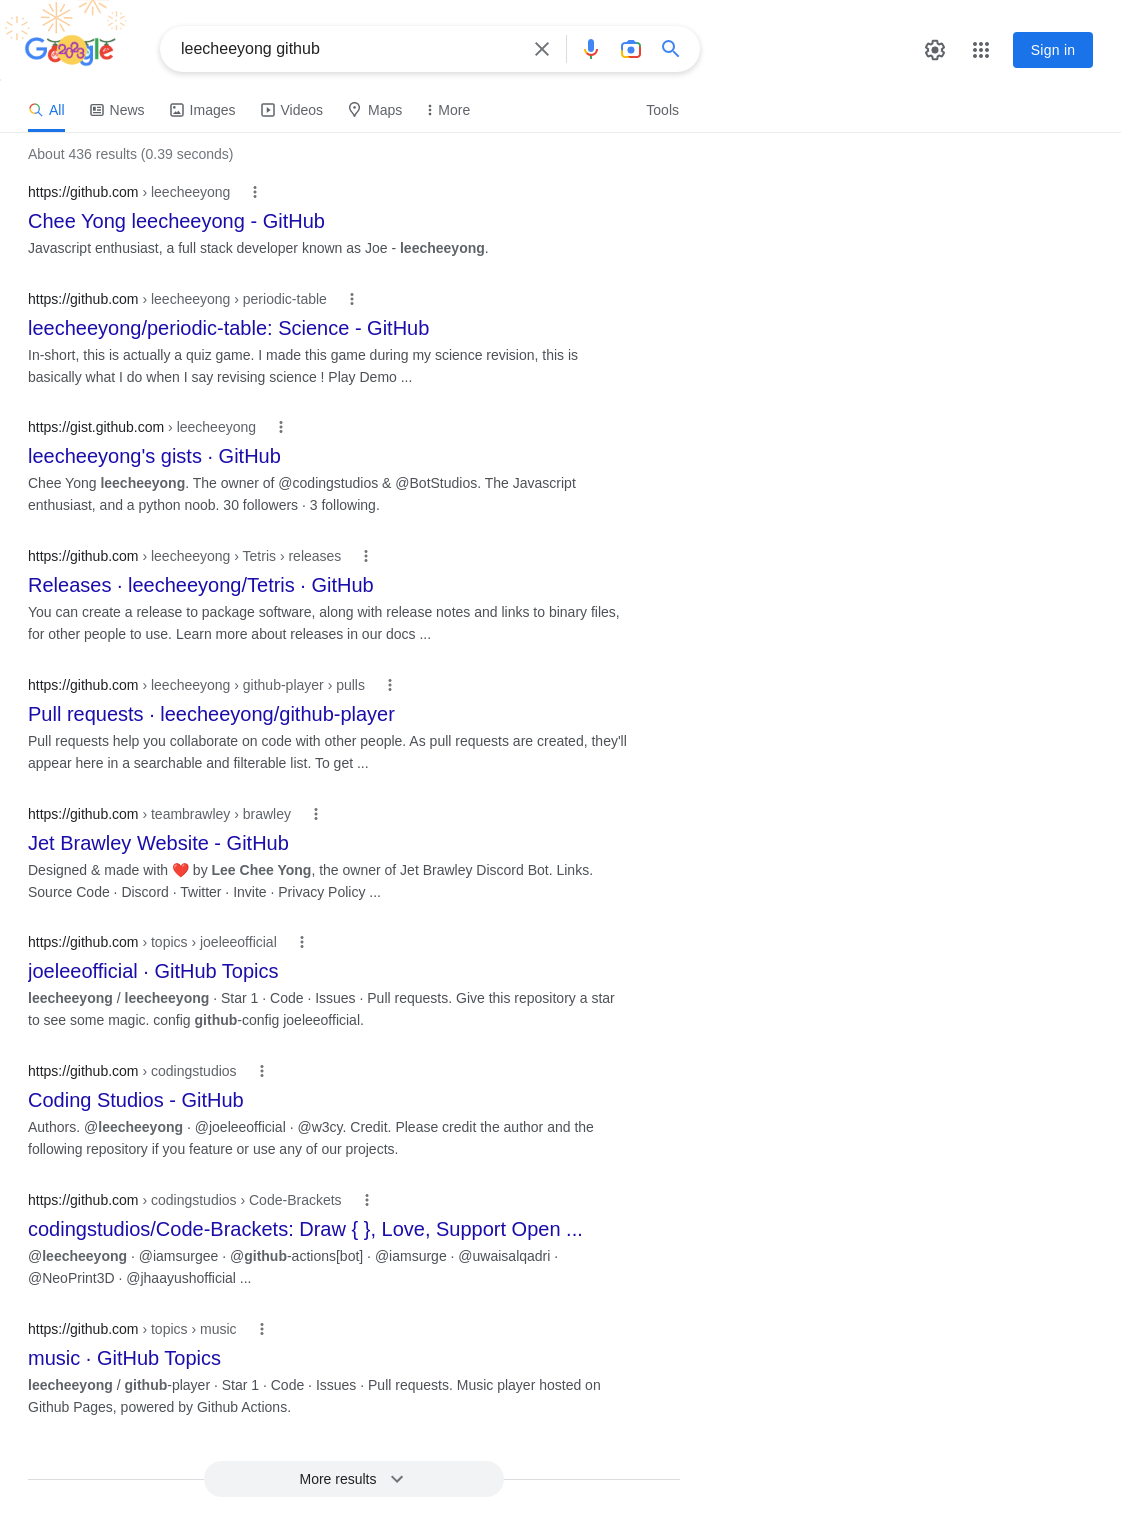 Google
leecheeyong github
Sign in
All
News
Images
Videos
Maps
More
Tools
About 436 results (0.39 seconds)
https://github.com › leecheeyong
Chee Yong leecheeyong - GitHub
Javascript enthusiast, a full stack developer known as Joe - leecheeyong.
https://github.com › leecheeyong › periodic-table
leecheeyong/periodic-table: Science - GitHub
In-short, this is actually a quiz game. I made this game during my science revision, this is
basically what I do when I say revising science ! Play Demo ...
https://gist.github.com › leecheeyong
leecheeyong's gists · GitHub
Chee Yong leecheeyong. The owner of @codingstudios & @BotStudios. The Javascript
enthusiast, and a python noob. 30 followers · 3 following.
https://github.com › leecheeyong › Tetris › releases
Releases · leecheeyong/Tetris · GitHub
You can create a release to package software, along with release notes and links to binary files,
for other people to use. Learn more about releases in our docs ...
https://github.com › leecheeyong › github-player › pulls
Pull requests · leecheeyong/github-player
Pull requests help you collaborate on code with other people. As pull requests are created, they'll
appear here in a searchable and filterable list. To get ...
https://github.com › teambrawley › brawley
Jet Brawley Website - GitHub
Designed & made with ❤️ by Lee Chee Yong, the owner of Jet Brawley Discord Bot. Links.
Source Code · Discord · Twitter · Invite · Privacy Policy ...
https://github.com › topics › joeleeofficial
joeleeofficial · GitHub Topics
leecheeyong / leecheeyong · Star 1 · Code · Issues · Pull requests. Give this repository a star
to see some magic. config github-config joeleeofficial.
https://github.com › codingstudios
Coding Studios - GitHub
Authors. @leecheeyong · @joeleeofficial · @w3cy. Credit. Please credit the author and the
following repository if you feature or use any of our projects.
https://github.com › codingstudios › Code-Brackets
codingstudios/Code-Brackets: Draw { }, Love, Support Open ...
@leecheeyong · @iamsurgee · @github-actions[bot] · @iamsurge · @uwaisalqadri ·
@NeoPrint3D · @jhaayushofficial ...
https://github.com › topics › music
music · GitHub Topics
leecheeyong / github-player · Star 1 · Code · Issues · Pull requests. Music player hosted on
Github Pages, powered by Github Actions.
More results